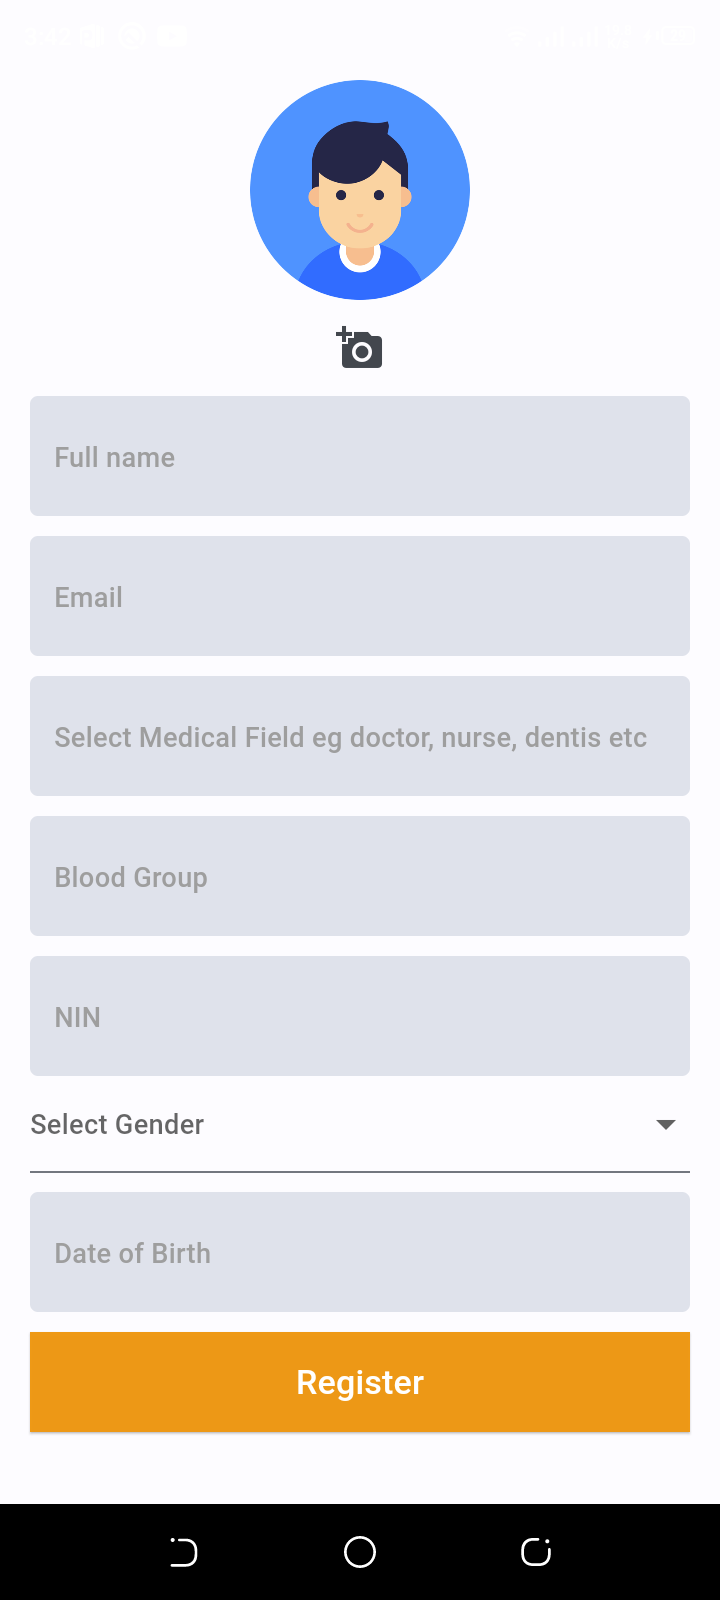 Full name
Email
Select Medical Field eg doctor, nurse, dentis etc
Blood Group
NIN
Select Gender
Date of Birth
Register